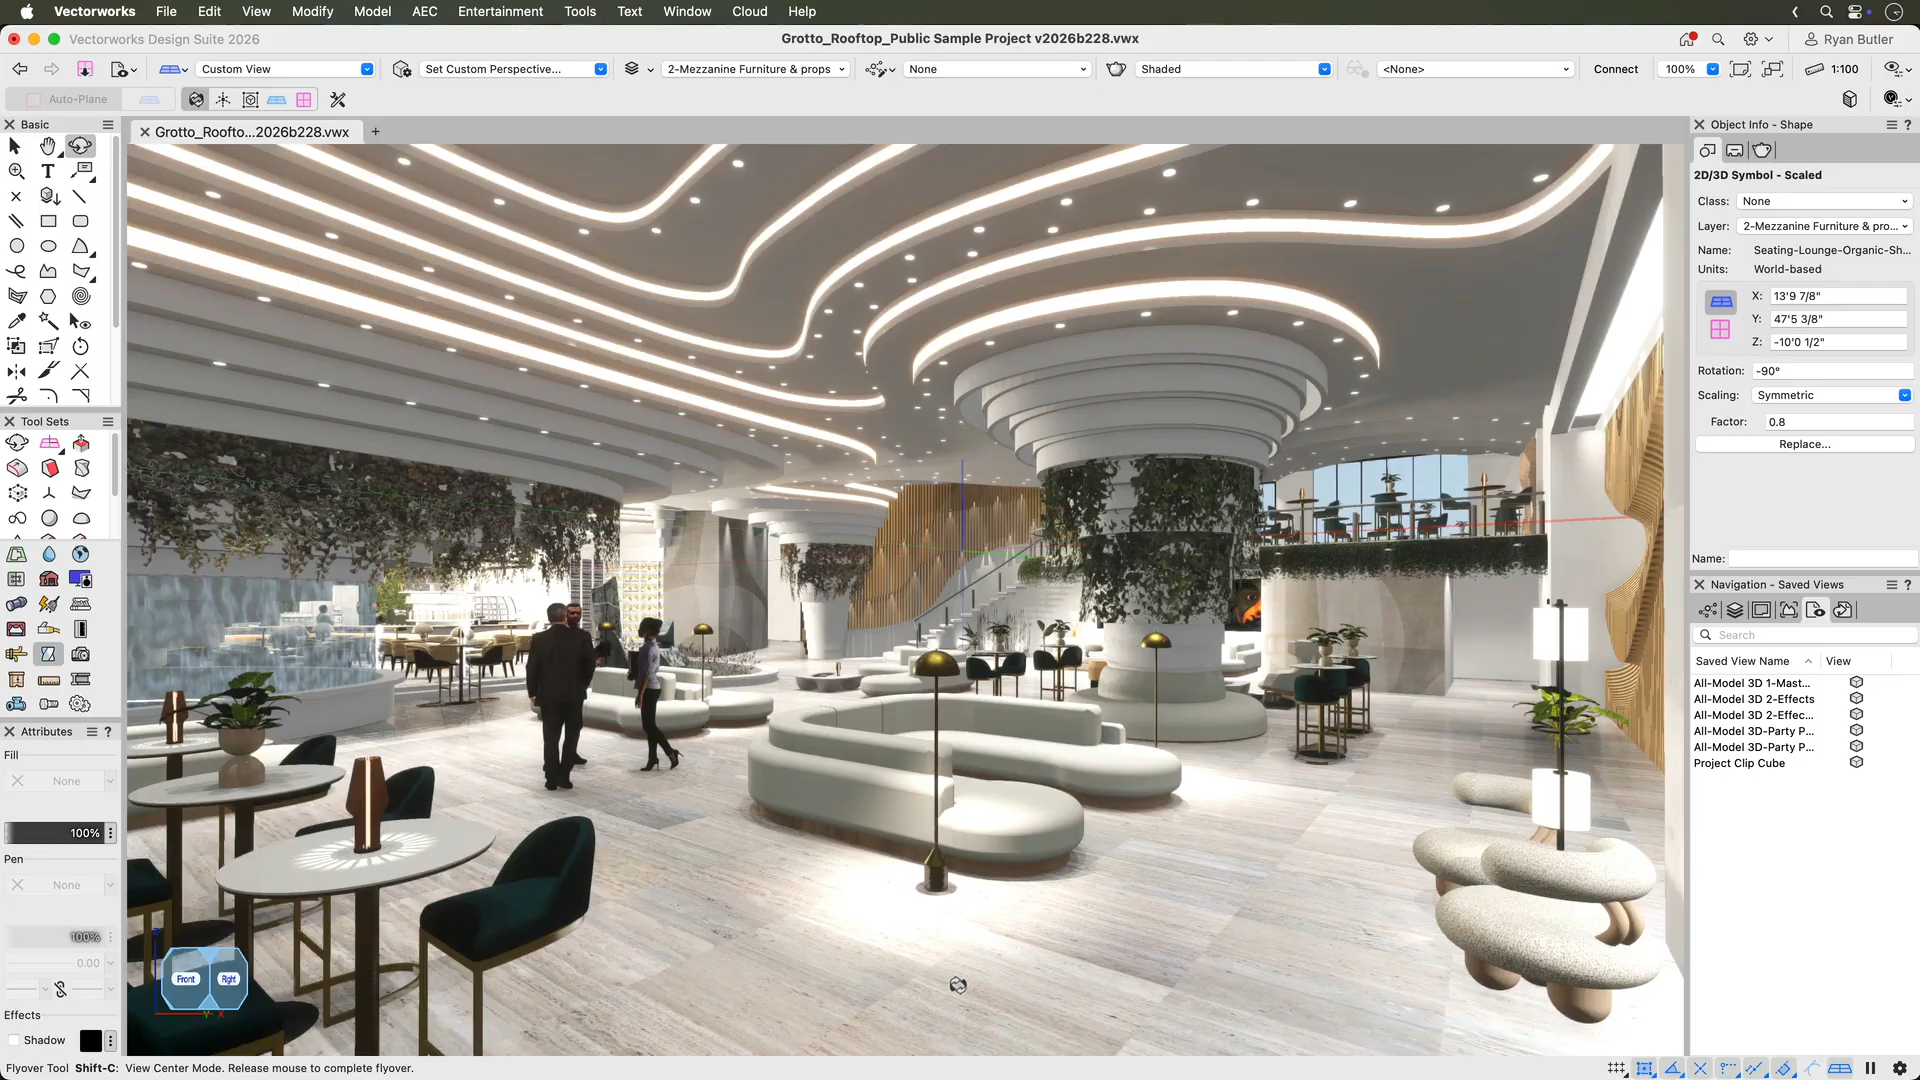 Vectorworks File Edit View Modify Model AEC Entertainment Tools Text Window Cloud Help
Vectorworks Design Suite 2026
Grotto_Rooftop_Public Sample Project v2026b228.vwx
Ryan Butler
Custom View
Set Custom Perspective...
2-Mezzanine Furniture & props
None
Shaded
<None>
Connect
100%
1:100
Auto-Plane
Basic
Grotto_Roofto...2026b228.vwx
Tool Sets
Attributes
Fill
None
100%
Pen
None
100%
0.00
Effects
Shadow
Front
Right
Object Info - Shape
2D/3D Symbol - Scaled
Class: None
Layer: 2-Mezzanine Furniture & pro...
Name: Seating-Lounge-Organic-Sh...
Units: World-based
X: 13'9 7/8"
Y: 47'5 3/8"
Z: -10'0 1/2"
Rotation: -90°
Scaling: Symmetric
Factor: 0.8
Replace...
Name:
Navigation - Saved Views
Search
Saved View Name View
All-Model 3D 1-Mast...
All-Model 3D 2-Effects
All-Model 3D 2-Effec...
All-Model 3D-Party P...
All-Model 3D-Party P...
Project Clip Cube
Flyover Tool Shift-C: View Center Mode. Release mouse to complete flyover.